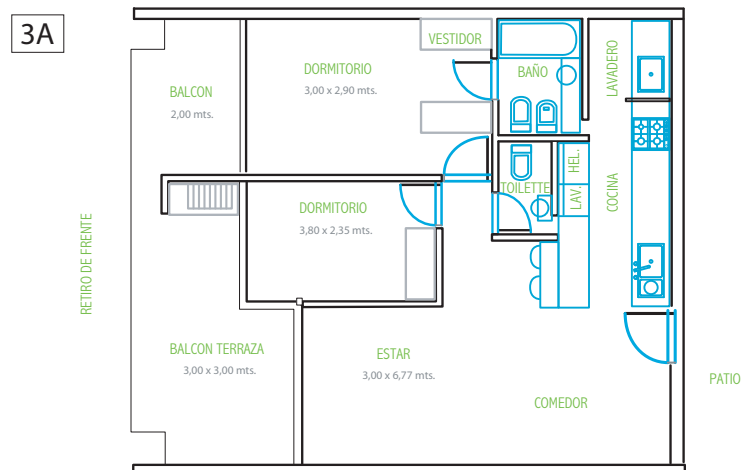 3A
VESTIDOR
DORMITORIO
3,00 x 2,90 mts.
BAÑO
LAVADERO
BALCON
2,00 mts.
HEL.
TOILETTE
LAV.
COCINA
DORMITORIO
3,80 x 2,35 mts.
RETIRO DE FRENTE
BALCON TERRAZA
3,00 x 3,00 mts.
ESTAR
3,00 x 6,77 mts.
COMEDOR
PATIO